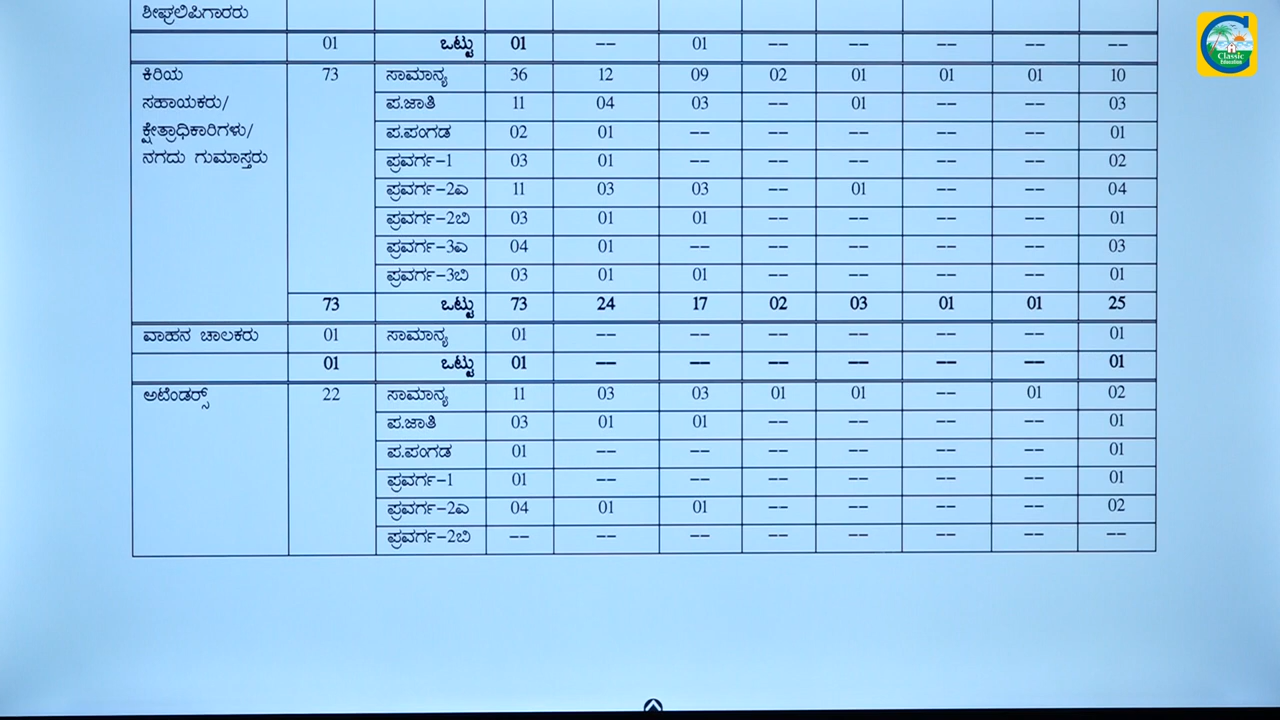 ಶೀಘ್ರಲಿಪಿಗಾರರು
01 ಒಟ್ಟು 01 -- 01 -- -- -- -- --
ಕಿರಿಯ 73 ಸಾಮಾನ್ಯ 36 12 09 02 01 01 01 10
ಸಹಾಯಕರು/ ಪ.ಜಾತಿ 11 04 03 -- 01 -- -- 03
ಕ್ಷೇತ್ರಾಧಿಕಾರಿಗಳು/ ಪ.ಪಂಗಡ 02 01 -- -- -- -- -- 01
ನಗದು ಗುಮಾಸ್ತರು ಪ್ರವರ್ಗ-1 03 01 -- -- -- -- -- 02
ಪ್ರವರ್ಗ-2ಎ 11 03 03 -- 01 -- -- 04
ಪ್ರವರ್ಗ-2ಬಿ 03 01 01 -- -- -- -- 01
ಪ್ರವರ್ಗ-3ಎ 04 01 -- -- -- -- -- 03
ಪ್ರವರ್ಗ-3ಬಿ 03 01 01 -- -- -- -- 01
73 ಒಟ್ಟು 73 24 17 02 03 01 01 25
ವಾಹನ ಚಾಲಕರು 01 ಸಾಮಾನ್ಯ 01 -- -- -- -- -- -- 01
01 ಒಟ್ಟು 01 -- -- -- -- -- -- 01
ಅಟೆಂಡರ್ಸ್ 22 ಸಾಮಾನ್ಯ 11 03 03 01 01 -- 01 02
ಪ.ಜಾತಿ 03 01 01 -- -- -- -- 01
ಪ.ಪಂಗಡ 01 -- -- -- -- -- -- 01
ಪ್ರವರ್ಗ-1 01 -- -- -- -- -- -- 01
ಪ್ರವರ್ಗ-2ಎ 04 01 01 -- -- -- -- 02
ಪ್ರವರ್ಗ-2ಬಿ -- -- -- -- -- -- -- --
Classic
Education